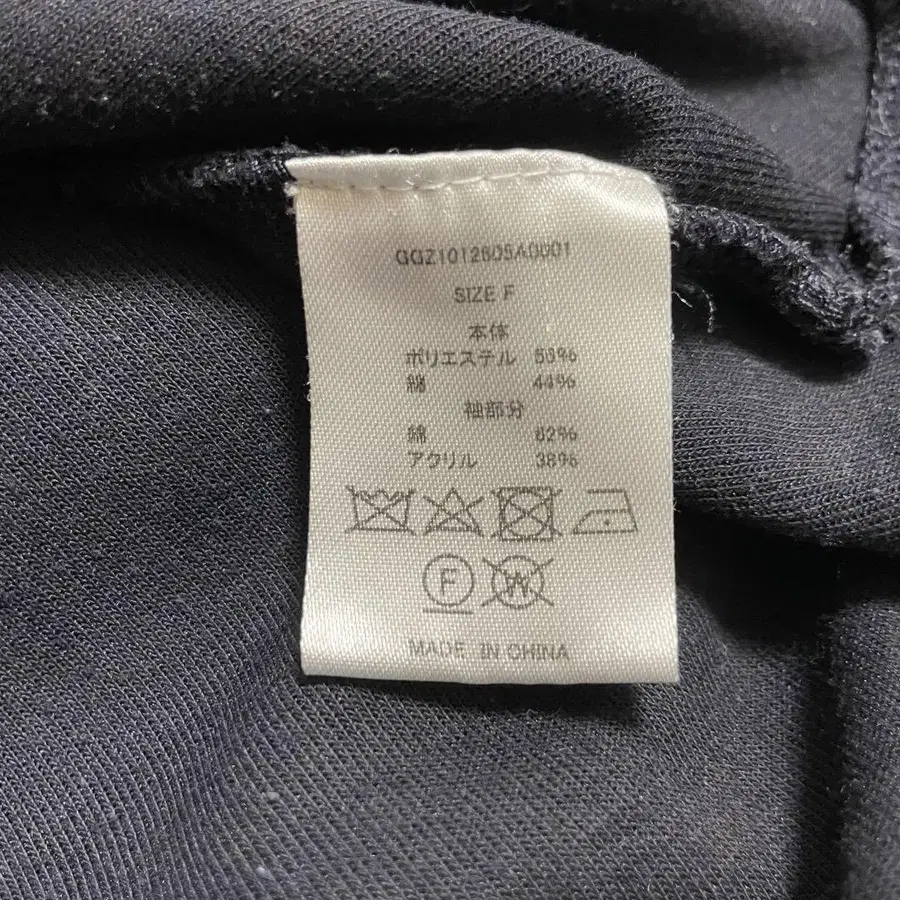 GGZ1012605A0001
SIZE F
本体
ポリエステル 56%
綿 44%
袖部分
綿 62%
アクリル 38%
F W
MADE IN CHINA